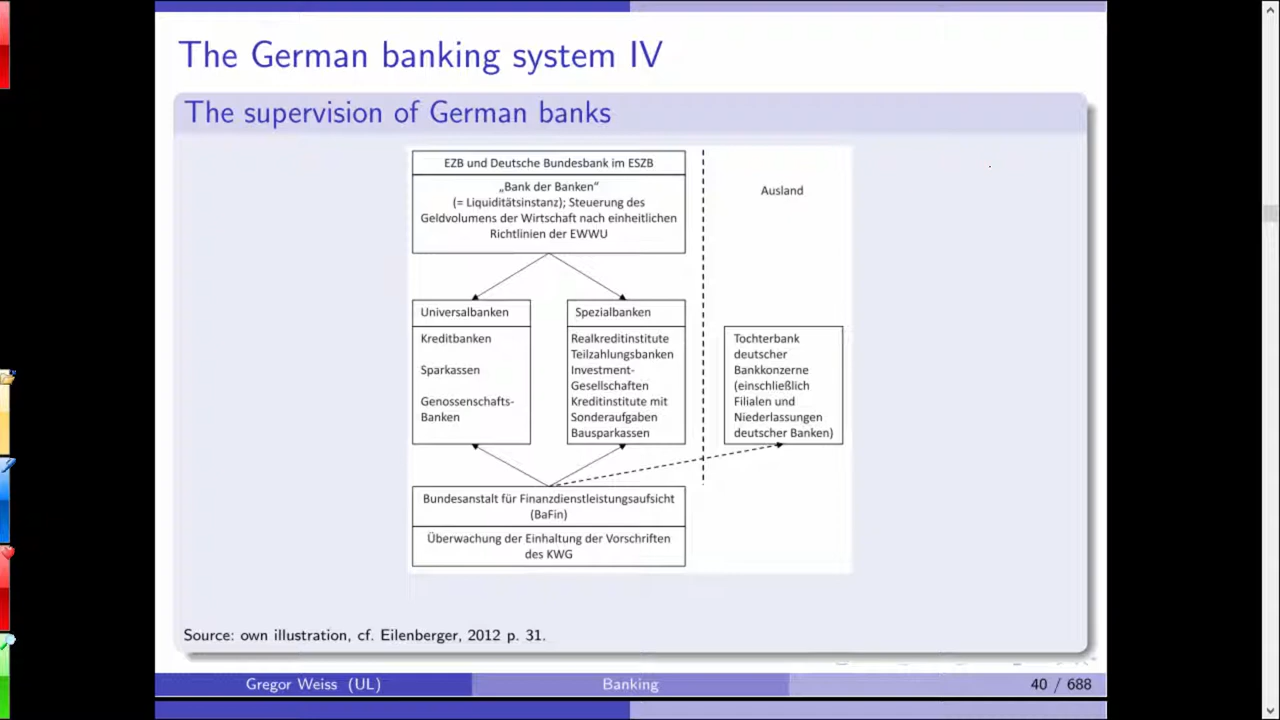 The German banking system IV
The supervision of German banks
EZB und Deutsche Bundesbank im ESZB
„Bank der Banken“
(= Liquiditätsinstanz); Steuerung des
Geldvolumens der Wirtschaft nach einheitlichen
Richtlinien der EWWU
Ausland
Universalbanken
Kreditbanken
Sparkassen
Genossenschafts-
Banken
Spezialbanken
Realkreditinstitute
Teilzahlungsbanken
Investment-
Gesellschaften
Kreditinstitute mit
Sonderaufgaben
Bausparkassen
Tochterbank
deutscher
Bankkonzerne
(einschließlich
Filialen und
Niederlassungen
deutscher Banken)
Bundesanstalt für Finanzdienstleistungsaufsicht
(BaFin)
Überwachung der Einhaltung der Vorschriften
des KWG
Source: own illustration, cf. Eilenberger, 2012 p. 31.
Gregor Weiss (UL)
Banking
40 / 688